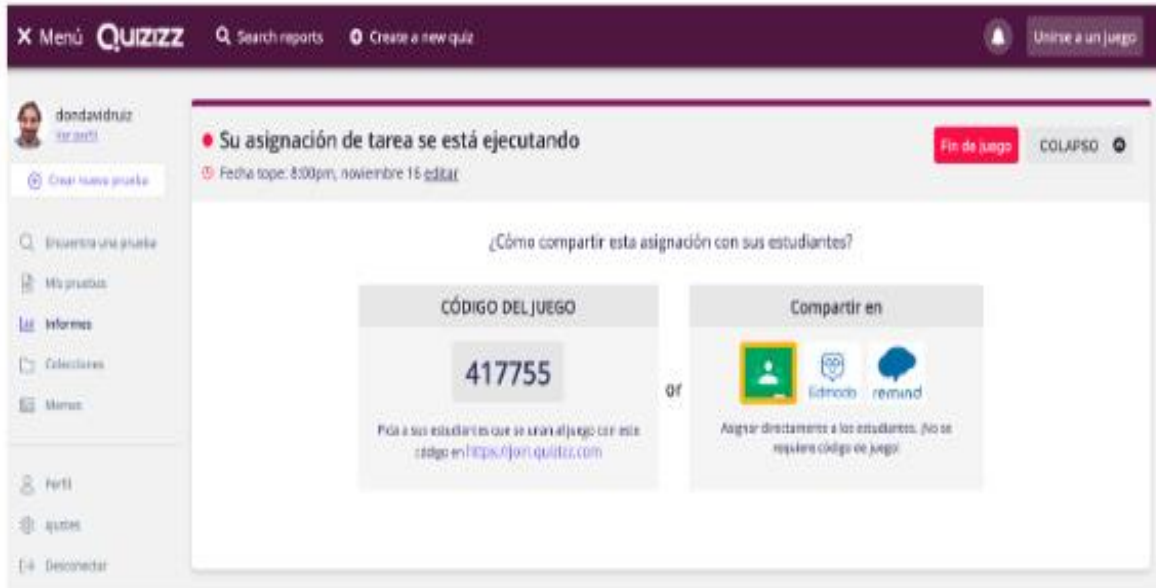 X Menú QUIZIZZ Search reports Create a new quiz Unirse a un juego
dondavidruiz
Ver perfil
Crear nueva prueba
Encuentra una prueba
Mis pruebas
Informes
Colecciones
Memes
Perfil
ajustes
Desconectar
Su asignación de tarea se está ejecutando
Fecha tope: 8:00pm, noviembre 16 editar
Fin de juego COLAPSO
¿Cómo compartir esta asignación con sus estudiantes?
CÓDIGO DEL JUEGO
417755
Pida a sus estudiantes que se unan al juego con este
código en https://join.quizizz.com
or
Compartir en
Edmodo remind
Asignar directamente a los estudiantes. ¡No se
requiere código de juego!